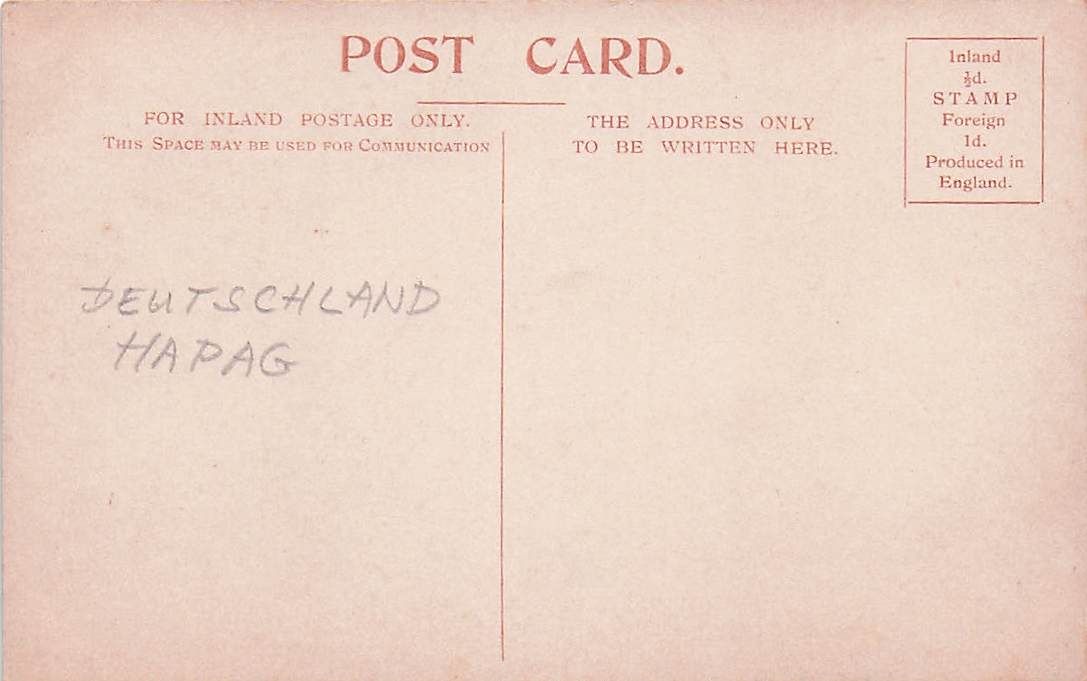 POST CARD.
FOR INLAND POSTAGE ONLY.
THIS SPACE MAY BE USED FOR COMMUNICATION
THE ADDRESS ONLY
TO BE WRITTEN HERE.
Inland
½d.
STAMP
Foreign
1d.
Produced in
England.
DEUTSCHLAND
HAPAG